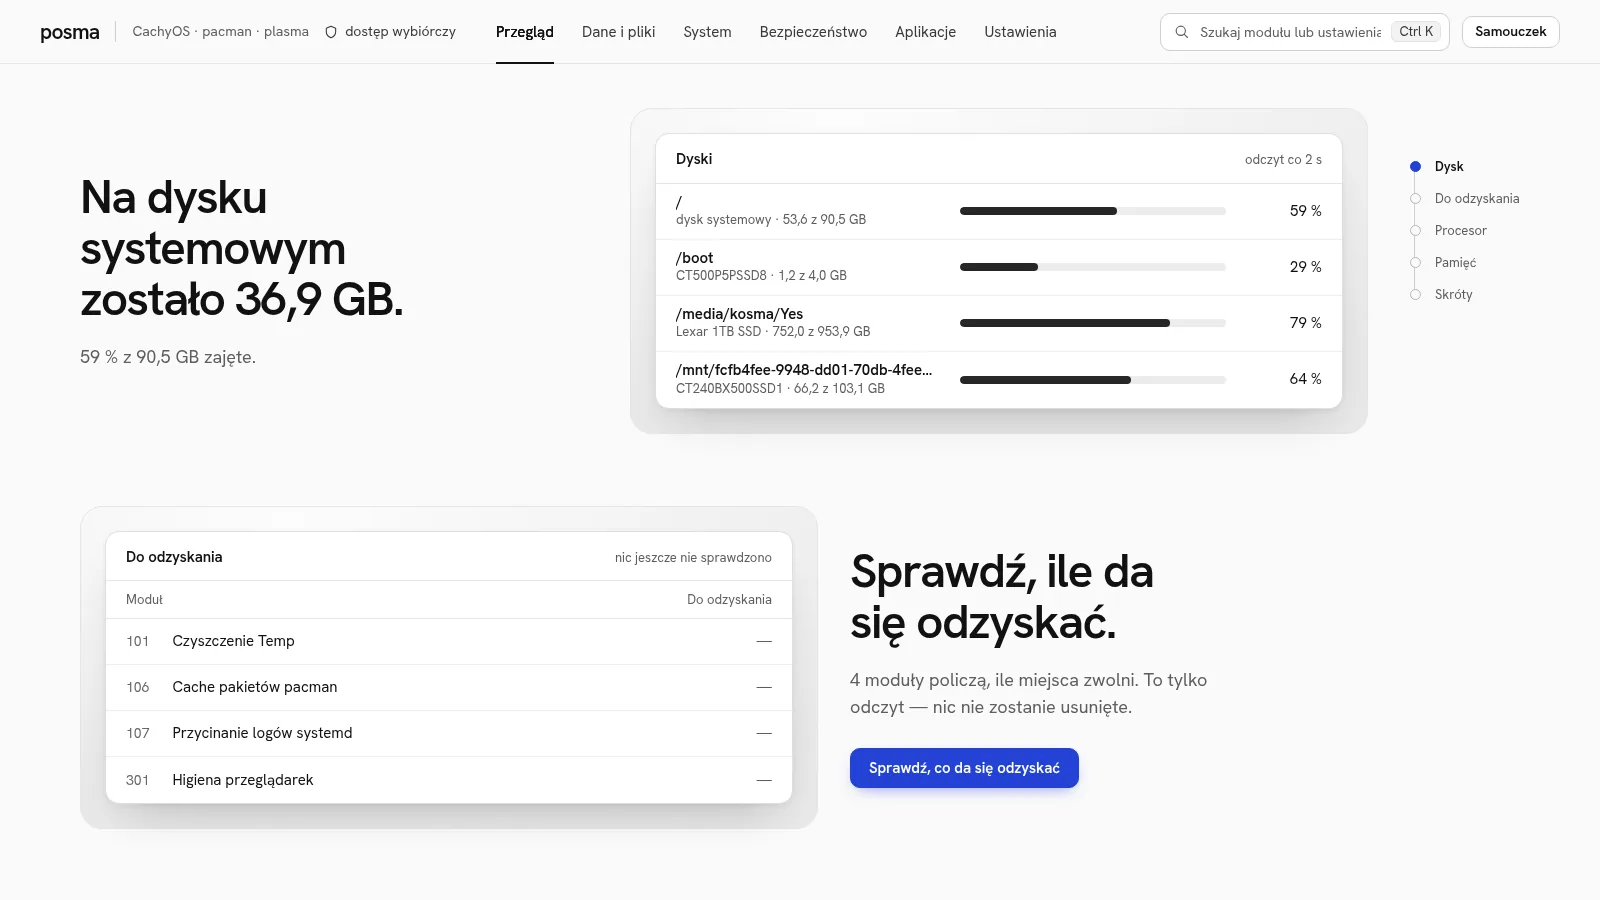 posma
CachyOS · pacman · plasma
dostęp wybiórczy
Przegląd
Dane i pliki
System
Bezpieczeństwo
Aplikacje
Ustawienia
Szukaj modułu lub ustawienia
Ctrl K
Samouczek
Na dysku
systemowym
zostało 36,9 GB.
59 % z 90,5 GB zajęte.
Dyski
odczyt co 2 s
/
dysk systemowy · 53,6 z 90,5 GB
59 %
/boot
CT500P5PSSD8 · 1,2 z 4,0 GB
29 %
/media/kosma/Yes
Lexar 1TB SSD · 752,0 z 953,9 GB
79 %
/mnt/fcfb4fee-9948-dd01-70db-4fee…
CT240BX500SSD1 · 66,2 z 103,1 GB
64 %
Dysk
Do odzyskania
Procesor
Pamięć
Skróty
Do odzyskania
nic jeszcze nie sprawdzono
Moduł
Do odzyskania
101 Czyszczenie Temp —
106 Cache pakietów pacman —
107 Przycinanie logów systemd —
301 Higiena przeglądarek —
Sprawdź, ile da
się odzyskać.
4 moduły policzą, ile miejsca zwolni. To tylko
odczyt — nic nie zostanie usunięte.
Sprawdź, co da się odzyskać